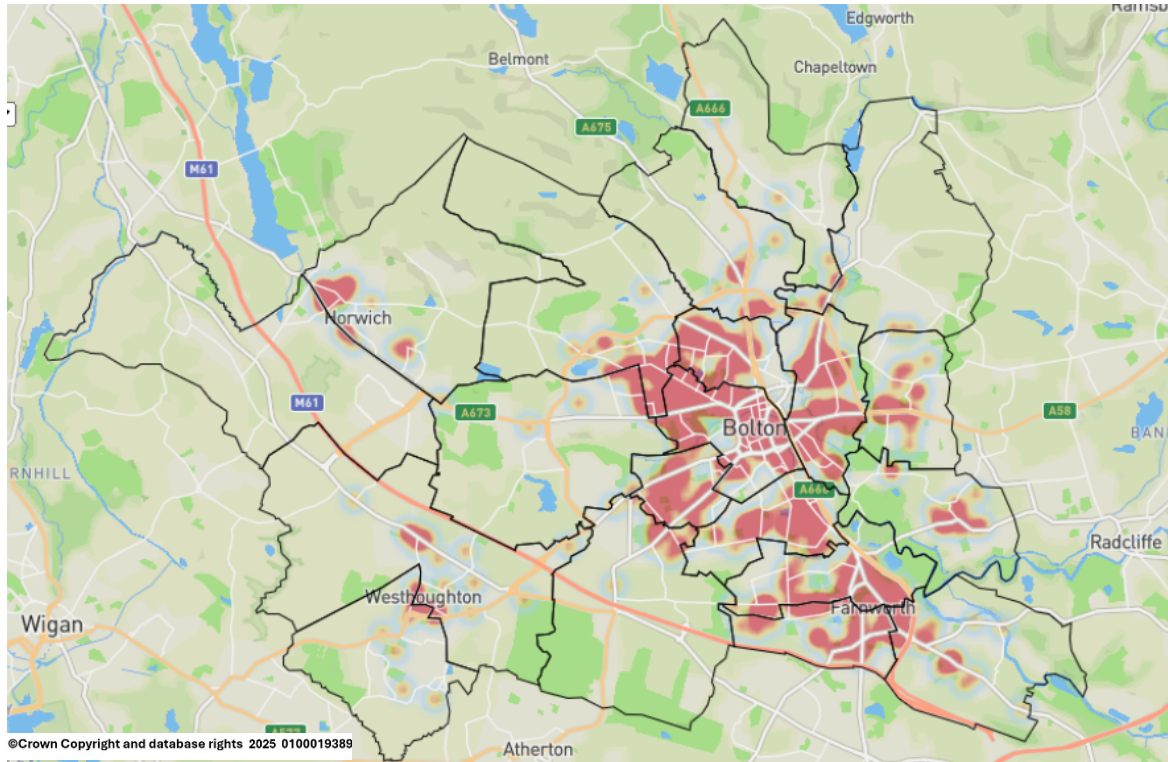 Edgworth
Ramsb
Belmont
Chapeltown
A666
A675
M61
Horwich
M61
A673
A58
Bolton
BAN
RNHILL
A666
Radcliffe
Westhoughton
Farnworth
Wigan
A577
©Crown Copyright and database rights 2025 0100019389
Atherton